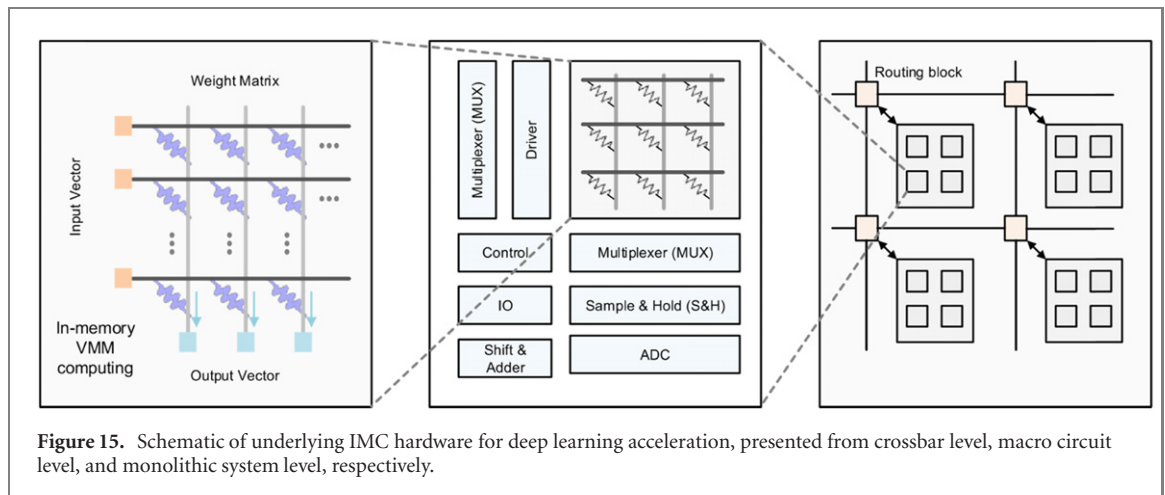 Weight Matrix
Input Vector
In-memory
VMM
computing
Output Vector
Multiplexer (MUX)
Driver
Control
Multiplexer (MUX)
IO
Sample & Hold (S&H)
Shift &
Adder
ADC
Routing block
Figure 15. Schematic of underlying IMC hardware for deep learning acceleration, presented from crossbar level, macro circuit
level, and monolithic system level, respectively.